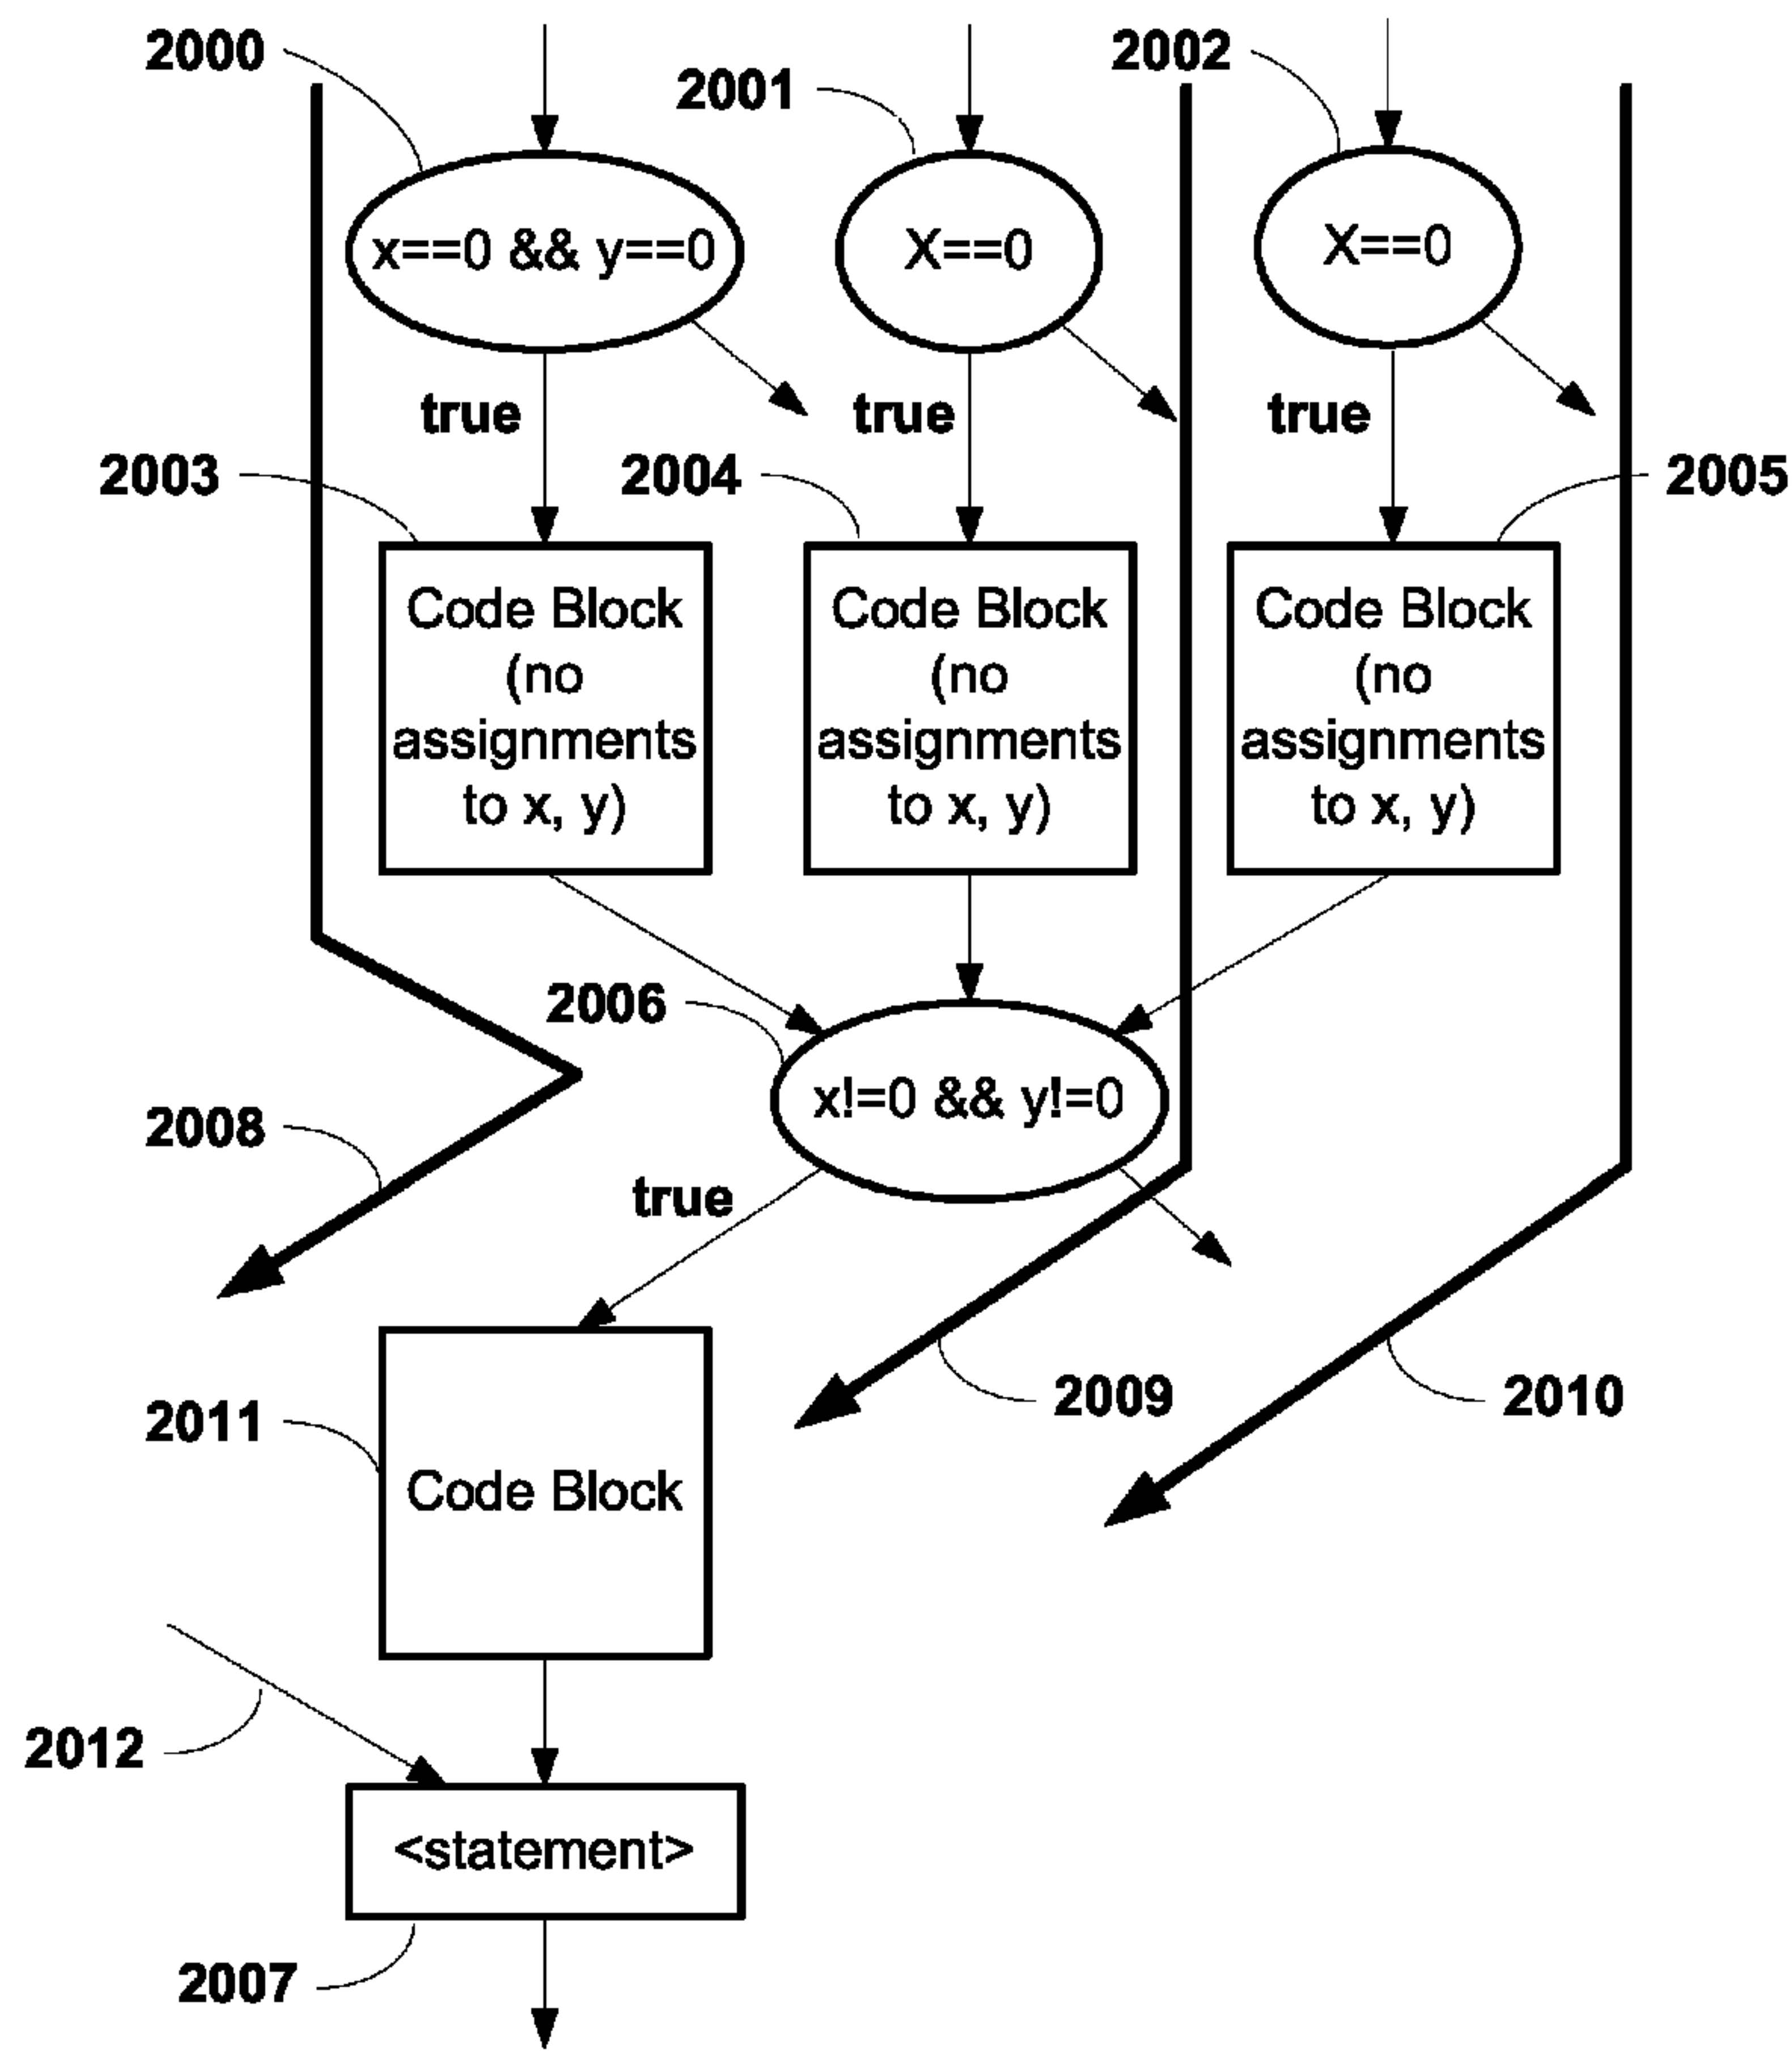 2000
2001
2002
x==0 && y==0
X==0
X==0
true
true
true
2003
2004
2005
Code Block
(no
assignments
to x, y)
Code Block
(no
assignments
to x, y)
Code Block
(no
assignments
to x, y)
2006
x!=0 && y!=0
2008
true
2009
2010
2011
Code Block
2012
<statement>
2007